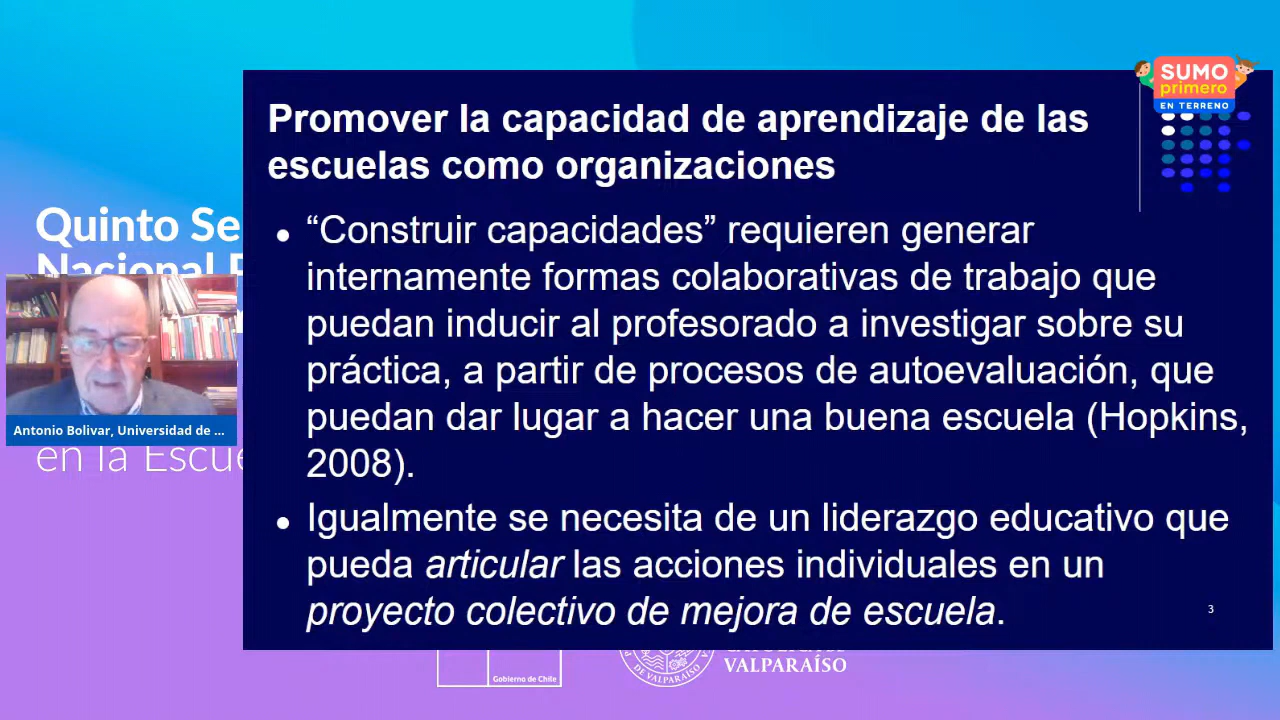 SUMO
primero
EN TERRENO
Promover la capacidad de aprendizaje de las
escuelas como organizaciones
● “Construir capacidades” requieren generar
internamente formas colaborativas de trabajo que
puedan inducir al profesorado a investigar sobre su
práctica, a partir de procesos de autoevaluación, que
puedan dar lugar a hacer una buena escuela (Hopkins,
2008).
● Igualmente se necesita de un liderazgo educativo que
pueda articular las acciones individuales en un
proyecto colectivo de mejora de escuela.
3
Quinto Se
Nacional
Antonio Bolivar, Universidad de ...
en la Escue
Gobierno de Chile
DE VALPARAÍSO
VALPARAÍSO